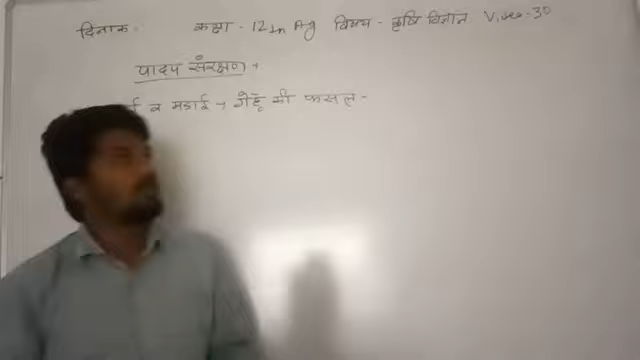 दिनांक- कक्षा - 12th Ag विषय - कृषि विज्ञान Video-30
पादप संरक्षण →
व मड़ाई → गेहूँ की फसल -